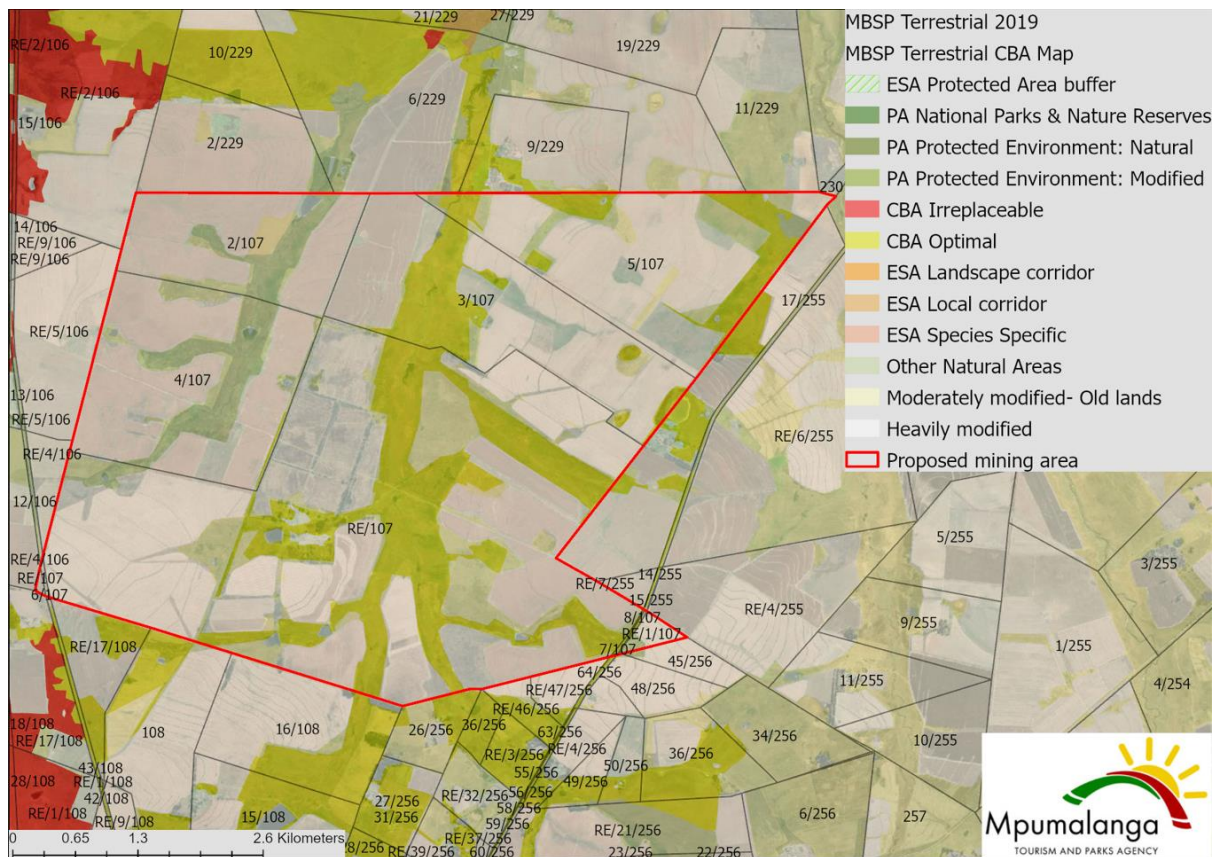 MBSP Terrestrial 2019
MBSP Terrestrial CBA Map
ESA Protected Area buffer
PA National Parks & Nature Reserves
PA Protected Environment: Natural
PA Protected Environment: Modified
CBA Irreplaceable
CBA Optimal
ESA Landscape corridor
ESA Local corridor
ESA Species Specific
Other Natural Areas
Moderately modified- Old lands
Heavily modified
Proposed mining area
21/229
27/229
RE/2/106
10/229
19/229
RE/2/106
6/229
11/229
15/106
2/229
9/229
230
14/106
RE/9/106
RE/9/106
2/107
5/107
3/107
17/255
RE/5/106
4/107
13/106
RE/5/106
RE/6/255
RE/4/106
12/106
RE/107
5/255
RE/4/106
RE/107
6/107
3/255
14/255
RE/7/255
15/255
8/107
RE/1/107
7/107
RE/4/255
9/255
1/255
RE/17/108
45/256
64/256
RE/47/256
48/256
11/255
4/254
18/108
RE/17/108
108
16/108
26/256
36/256
RE/46/256
63/256
RE/4/256
RE/3/256
50/256
36/256
34/256
10/255
43/108
28/108
RE/1/108
42/108
RE/1/108
RE/9/108
15/108
27/256
31/256
RE/32/256
55/256
49/256
56/256
58/256
59/256
RE/37/256
60/256
RE/39/256
RE/21/256
23/256
22/256
6/256
257
0 0.65 1.3 2.6 Kilometers
Mpumalanga
TOURISM AND PARKS AGENCY